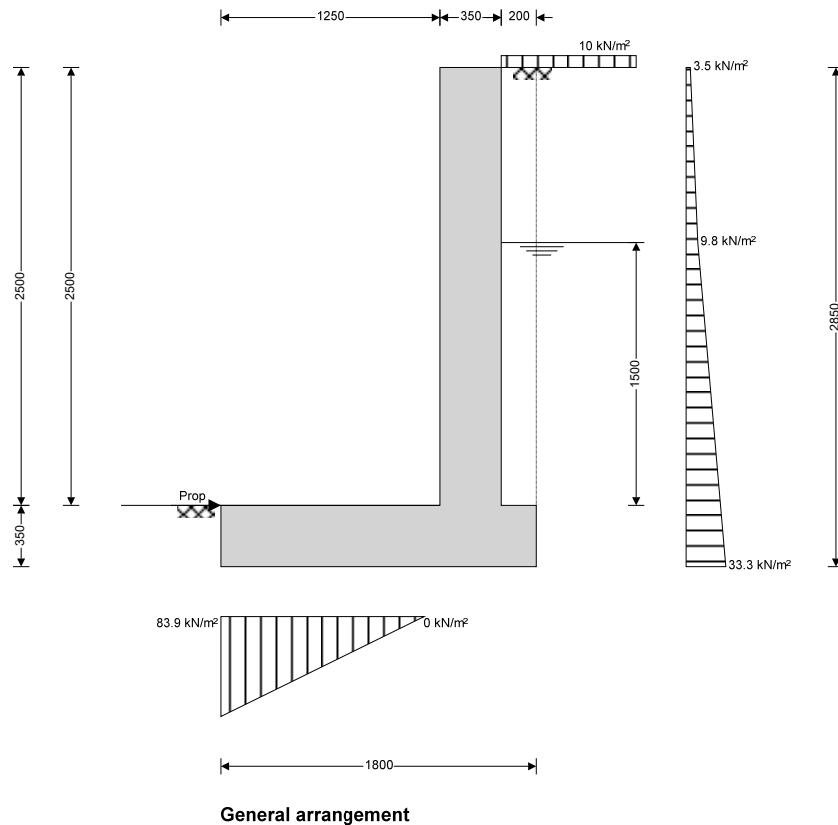 1250
350
200
10 kN/m²
3.5 kN/m²
9.8 kN/m²
2500
2500
1500
2850
Prop
350
33.3 kN/m²
83.9 kN/m²
0 kN/m²
1800
General arrangement